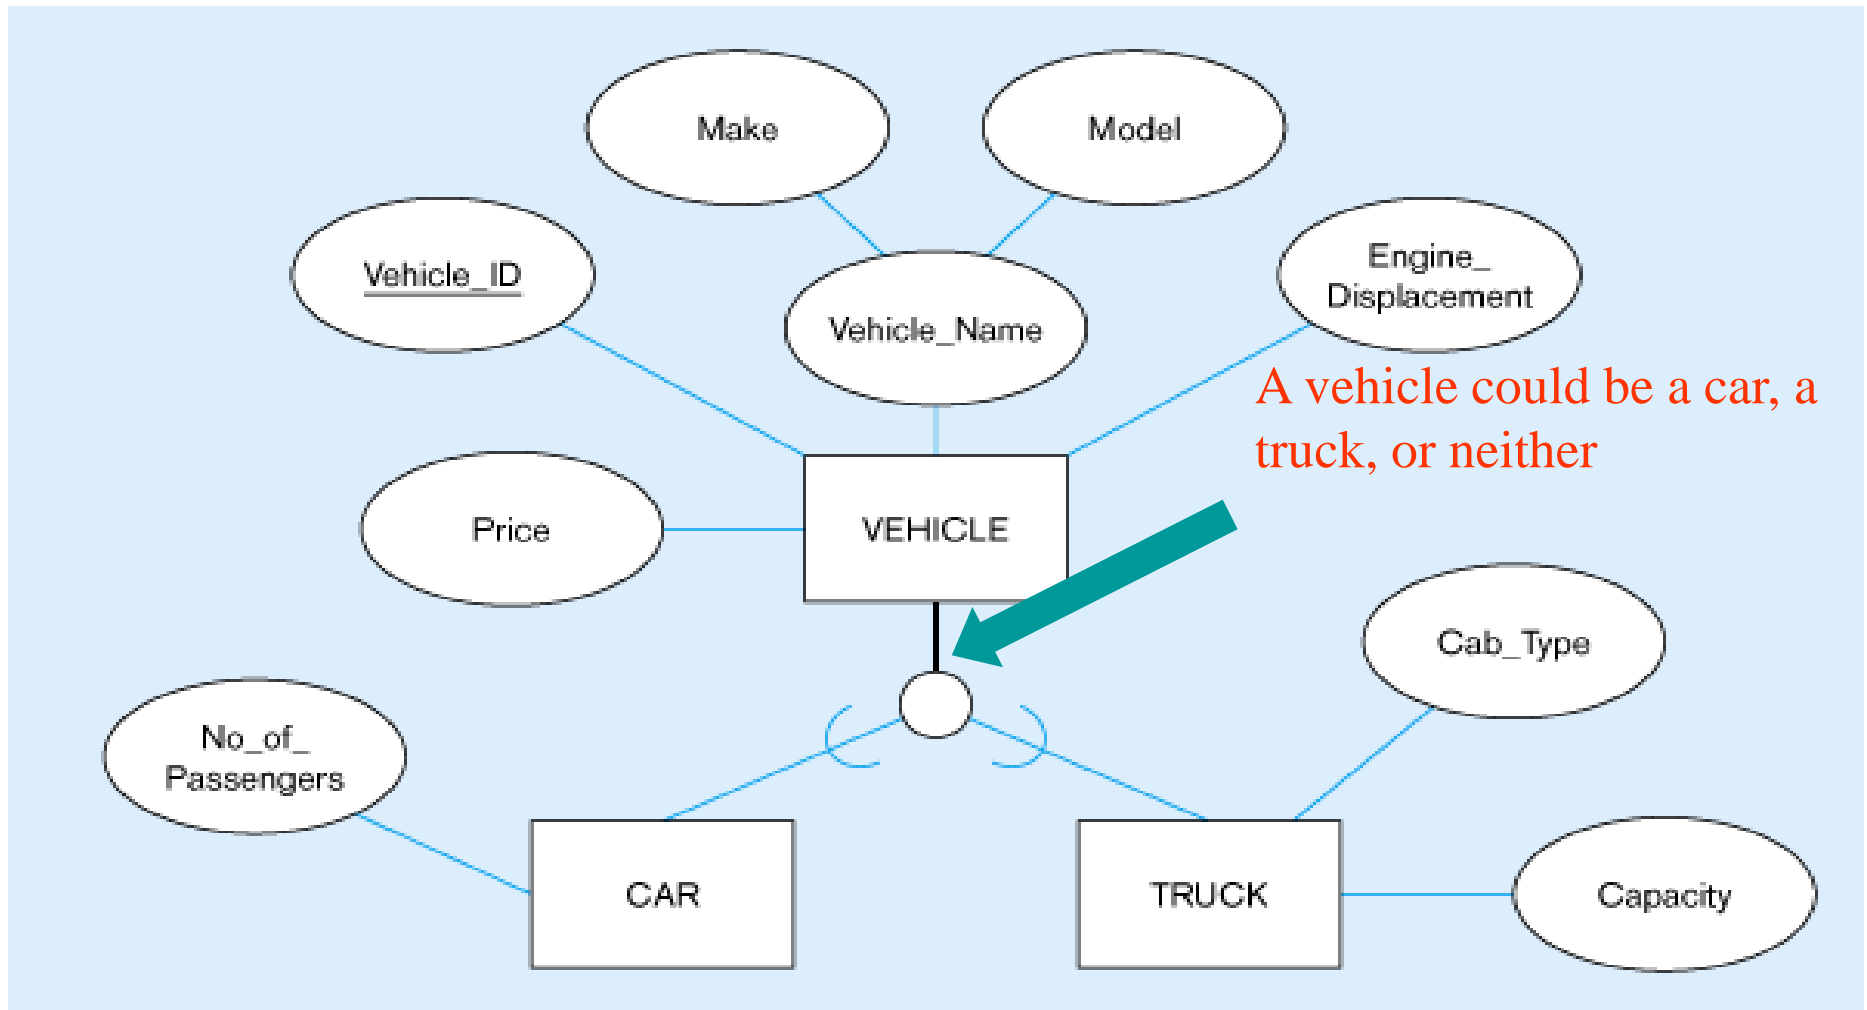 Make
Model
Vehicle_ID
Engine_
Displacement
Vehicle_Name
A vehicle could be a car, a
truck, or neither
Price
VEHICLE
Cab_Type
No_of_
Passengers
CAR
TRUCK
Capacity